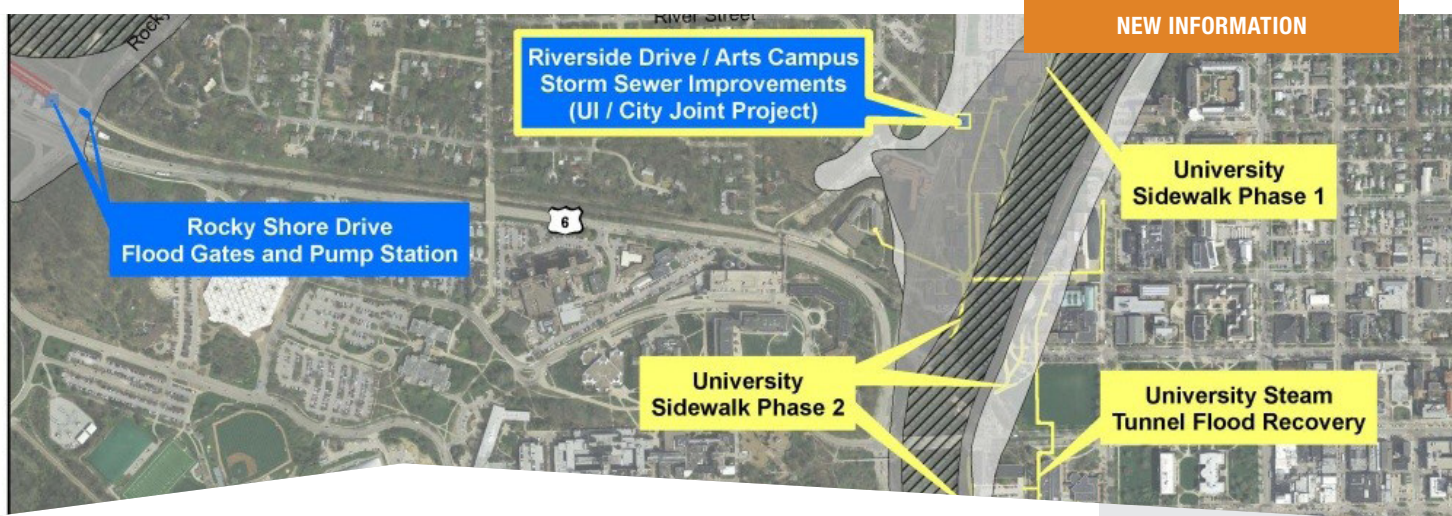 NEW INFORMATION
River Street
Rocky
Riverside Drive / Arts Campus
Storm Sewer Improvements
(UI / City Joint Project)
University
Sidewalk Phase 1
6
Rocky Shore Drive
Flood Gates and Pump Station
University
Sidewalk Phase 2
University Steam
Tunnel Flood Recovery